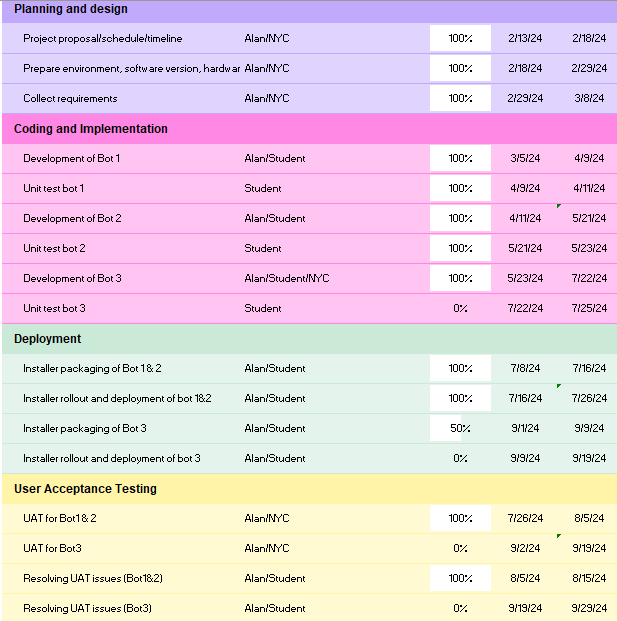 Planning and design
Project proposal/schedule/timeline Alan/NYC 100% 2/13/24 2/18/24
Prepare environment, software version, hardwar Alan/NYC 100% 2/18/24 2/29/24
Collect requirements Alan/NYC 100% 2/29/24 3/8/24
Coding and Implementation
Development of Bot 1 Alan/Student 100% 3/5/24 4/9/24
Unit test bot 1 Student 100% 4/9/24 4/11/24
Development of Bot 2 Alan/Student 100% 4/11/24 5/21/24
Unit test bot 2 Student 100% 5/21/24 5/23/24
Development of Bot 3 Alan/Student/NYC 100% 5/23/24 7/22/24
Unit test bot 3 Student 0% 7/22/24 7/25/24
Deployment
Installer packaging of Bot 1 & 2 Alan/Student 100% 7/8/24 7/16/24
Installer rollout and deployment of bot 1&2 Alan/Student 100% 7/16/24 7/26/24
Installer packaging of Bot 3 Alan/Student 50% 9/1/24 9/9/24
Installer rollout and deployment of bot 3 Alan/Student 0% 9/9/24 9/19/24
User Acceptance Testing
UAT for Bot1 & 2 Alan/NYC 100% 7/26/24 8/5/24
UAT for Bot3 Alan/NYC 0% 9/2/24 9/19/24
Resolving UAT issues (Bot1&2) Alan/Student 100% 8/5/24 8/15/24
Resolving UAT issues (Bot3) Alan/Student 0% 9/19/24 9/29/24